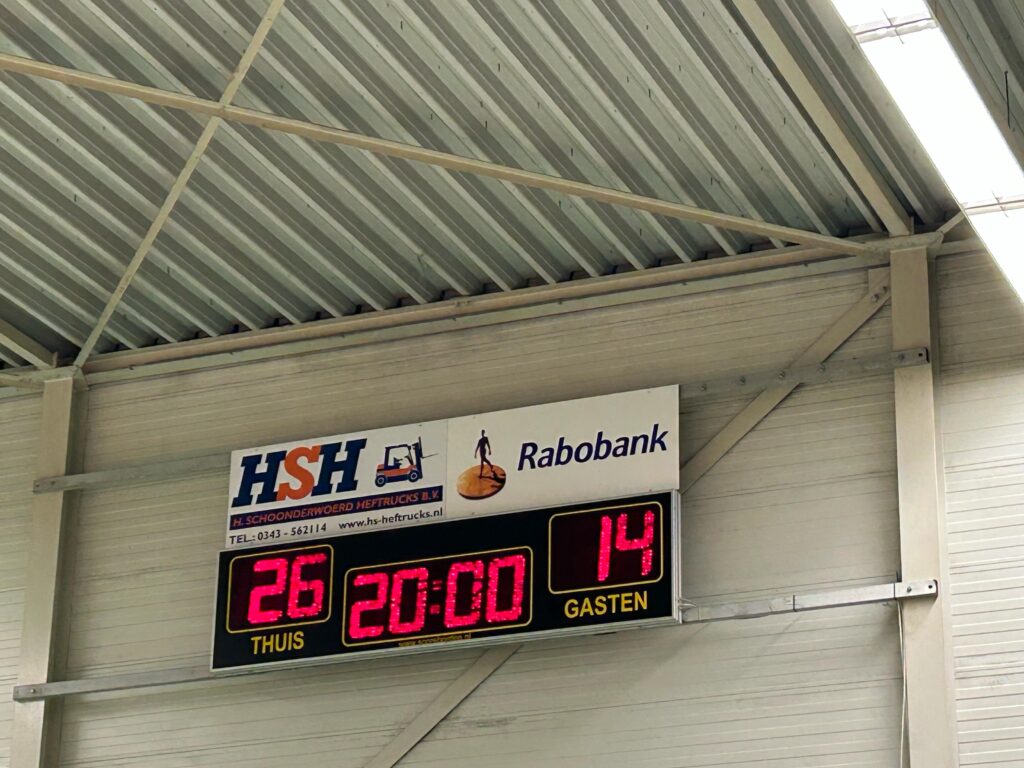 HSH
H. SCHOONDERWOERD HEFTRUCKS B.V.
TEL.: 0343 - 562114 www.hs-heftrucks.nl
Rabobank
26
THUIS
20:00
14
GASTEN